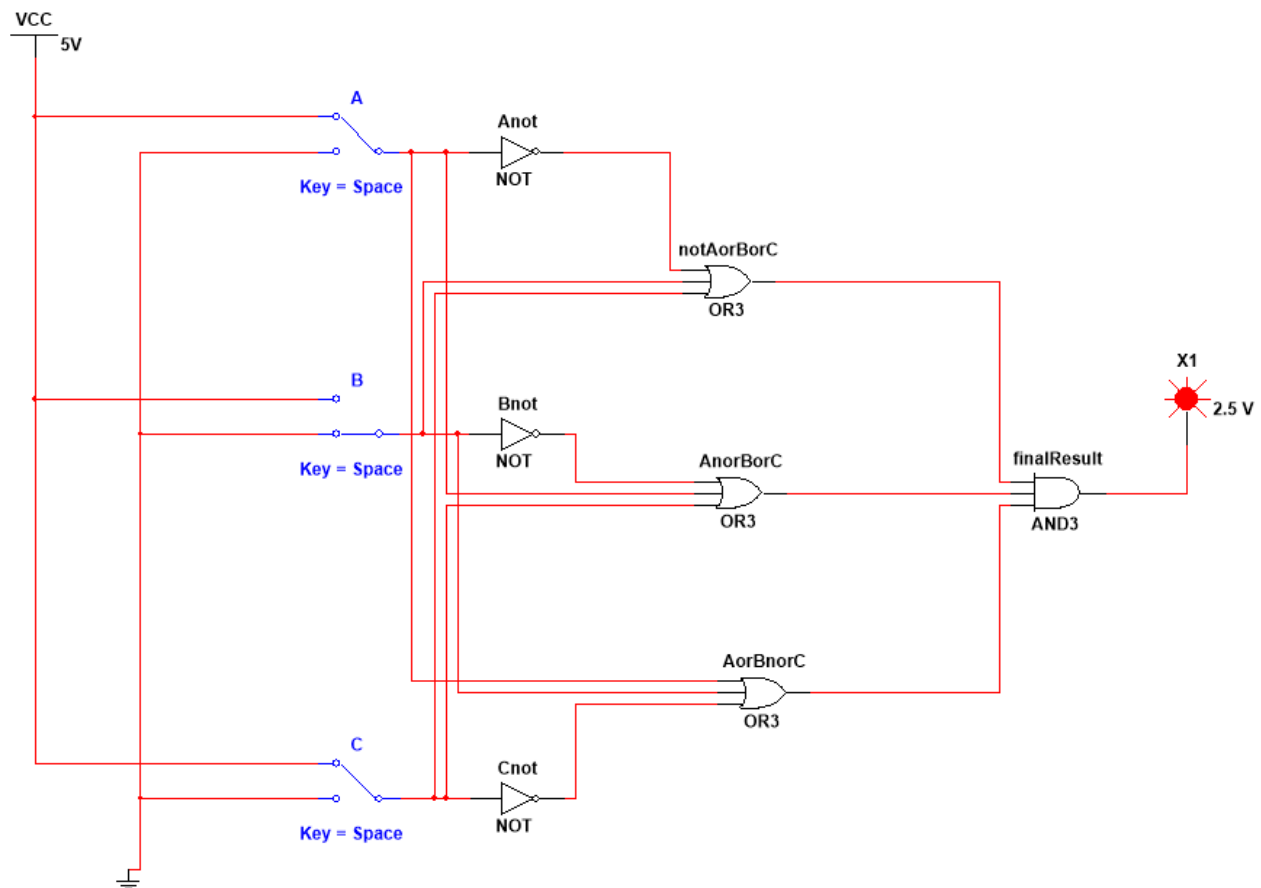 VCC
5V
A
Key = Space
Anot
NOT
notAorBorC
OR3
B
Key = Space
Bnot
NOT
AnorBorC
OR3
finalResult
AND3
X1
2.5 V
AorBnorC
OR3
C
Key = Space
Cnot
NOT